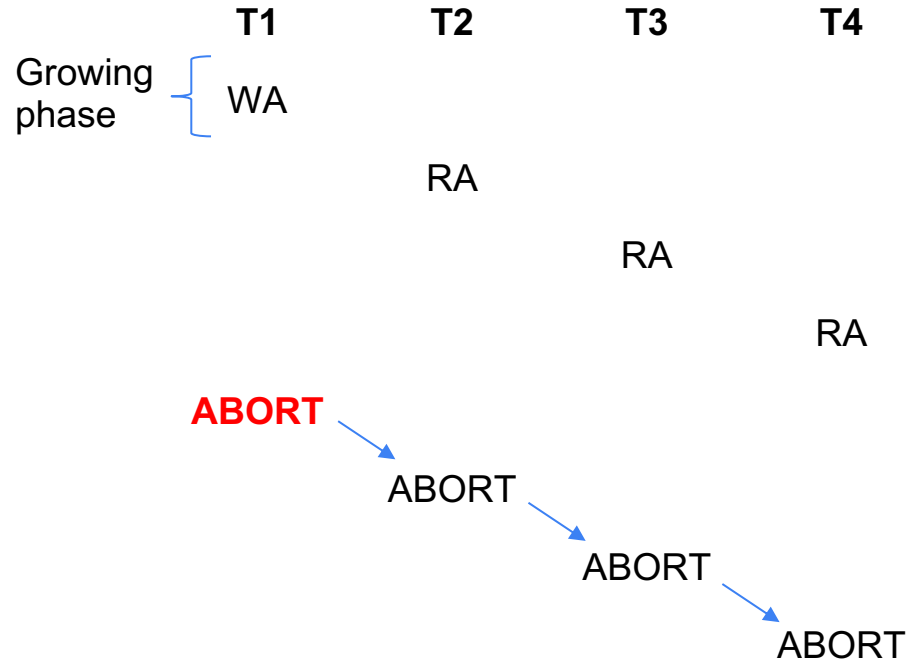 T1 T2 T3 T4
Growing
phase
WA
RA
RA
RA
ABORT
ABORT
ABORT
ABORT